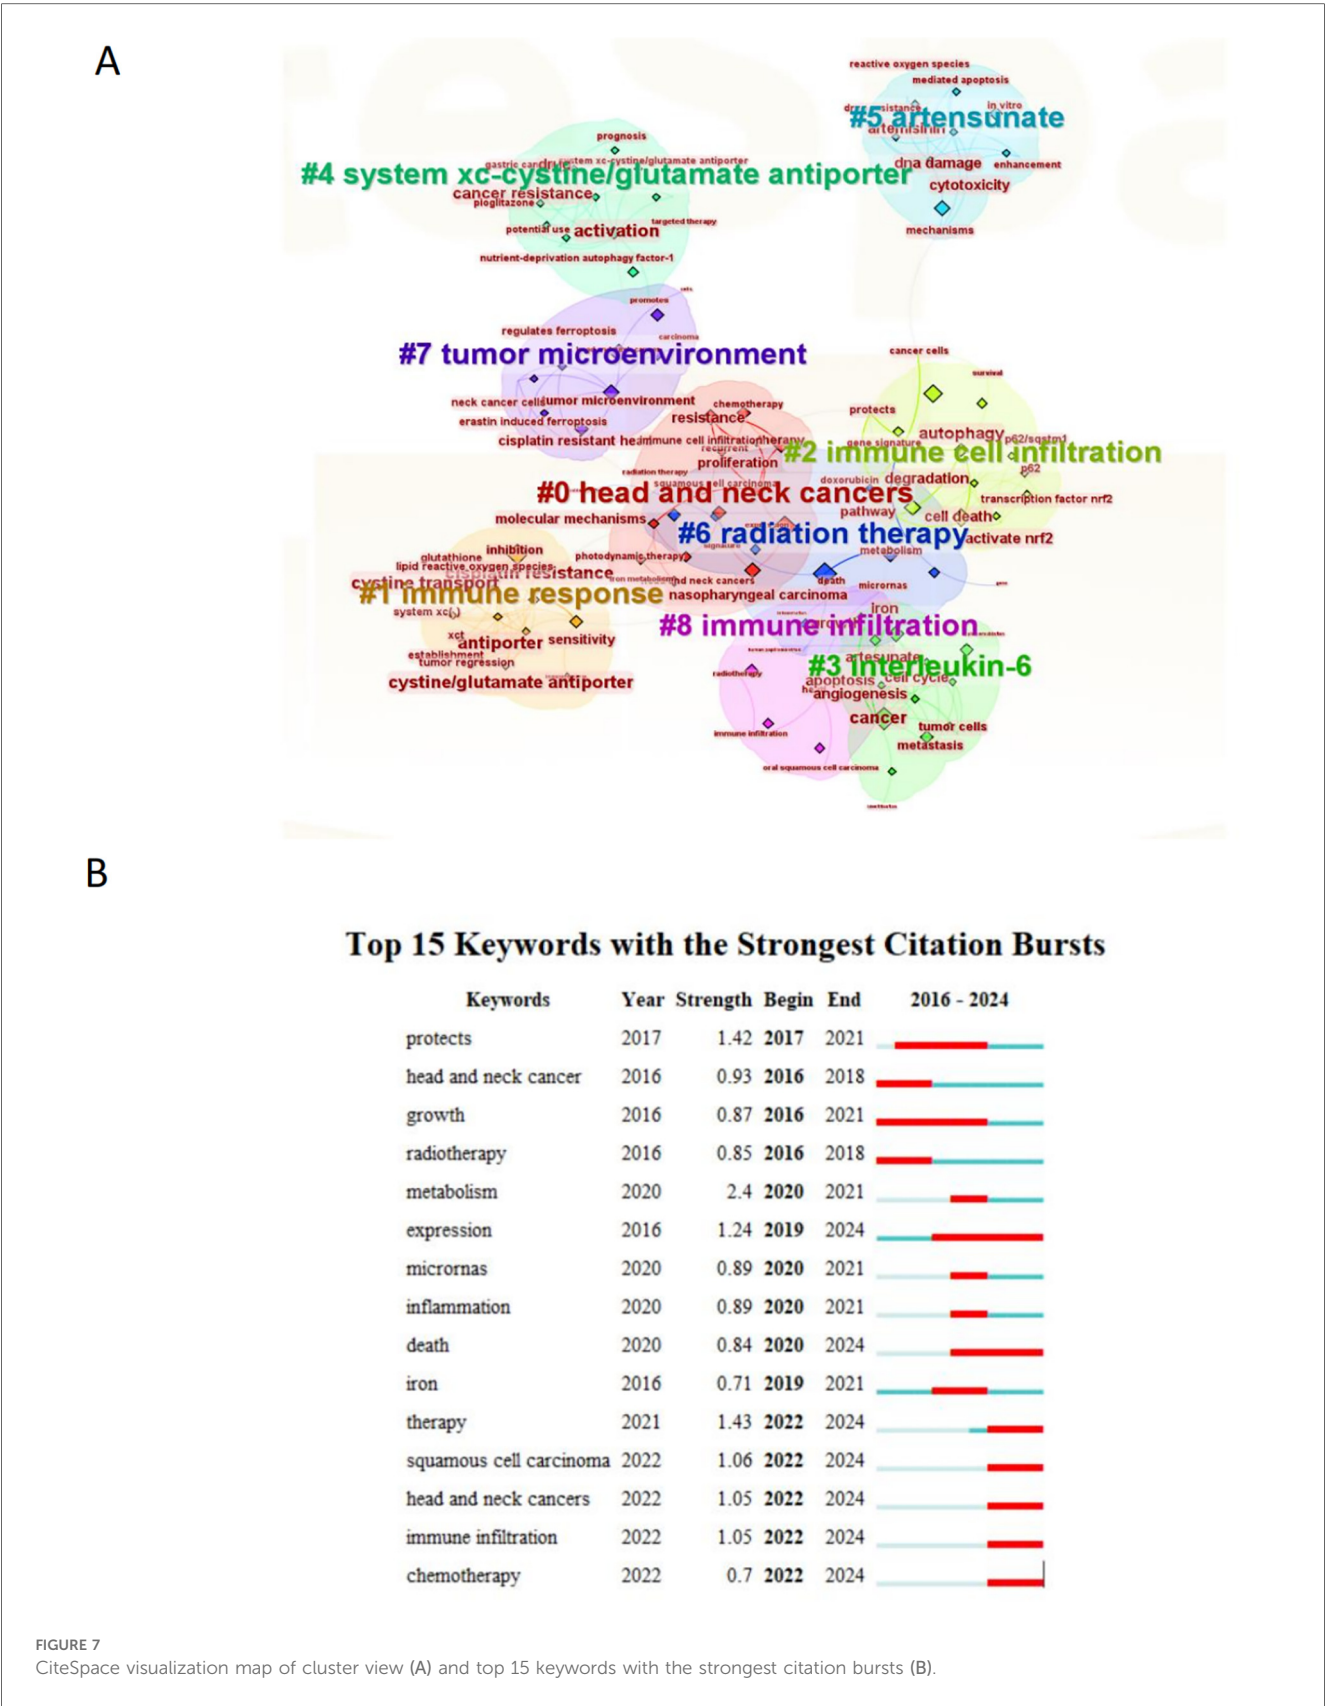 A
reactive oxygen species
mediated apoptosis
in vitro
#5 artensunate
artemisinin
dna damage
enhancement
cytotoxicity
mechanisms
prognosis
system xc-cystine/glutamate antiporter
#4 system xc-cystine/glutamate antiporter
cancer resistance
pioglitazone
targeted therapy
potential use
activation
nutrient-deprivation autophagy factor-1
promotes
regulates ferroptosis
carcinoma
#7 tumor microenvironment
neck cancer cells
tumor microenvironment
erastin induced ferroptosis
cisplatin resistant
cancer cells
survival
protects
autophagy
p62/sqstm1
gene signature
#2 immune cell infiltration
p62
doxorubicin
degradation
transcription factor nrf2
pathway
cell death
activate nrf2
chemotherapy
resistance
immune cell infiltration
therapy
recurrent
proliferation
radiation therapy
squamous cell carcinoma
#0 head and neck cancers
molecular mechanisms
#6 radiation therapy
signature
metabolism
photodynamic therapy
iron metabolism
neck cancers
death
micrornas
nasopharyngeal carcinoma
inhibition
glutathione
lipid reactive oxygen species
cisplatin resistance
cystine transport
#1 immune response
system xc(-)
xct
antiporter
sensitivity
establishment
tumor regression
cystine/glutamate antiporter
iron
growth
#8 immune infiltration
artesunate
#3 interleukin-6
radiotherapy
apoptosis
cell cycle
angiogenesis
cancer
tumor cells
immune infiltration
metastasis
oral squamous cell carcinoma
B
Top 15 Keywords with the Strongest Citation Bursts
Keywords Year Strength Begin End 2016 - 2024
protects 2017 1.42 2017 2021
head and neck cancer 2016 0.93 2016 2018
growth 2016 0.87 2016 2021
radiotherapy 2016 0.85 2016 2018
metabolism 2020 2.4 2020 2021
expression 2016 1.24 2019 2024
micrornas 2020 0.89 2020 2021
inflammation 2020 0.89 2020 2021
death 2020 0.84 2020 2024
iron 2016 0.71 2019 2021
therapy 2021 1.43 2022 2024
squamous cell carcinoma 2022 1.06 2022 2024
head and neck cancers 2022 1.05 2022 2024
immune infiltration 2022 1.05 2022 2024
chemotherapy 2022 0.7 2022 2024
FIGURE 7
CiteSpace visualization map of cluster view (A) and top 15 keywords with the strongest citation bursts (B).